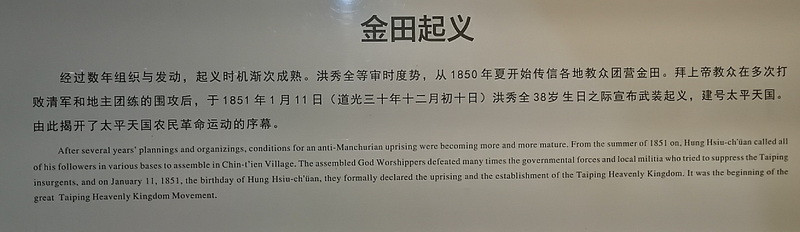 金田起义
经过数年组织与发动，起义时机渐次成熟。洪秀全等审时度势，从1850年夏开始传信各地教众团营金田。拜上帝教众在多次打
败清军和地主团练的围攻后，于1851年1月11日（道光三十年十二月初十日）洪秀全38岁生日之际宣布武装起义，建号太平天国。
由此揭开了太平天国农民革命运动的序幕。
After several years' plannings and organizings, conditions for an anti-Manchurian uprising were becoming more and more mature. From the summer of 1851 on, Hung Hsiu-ch'üan called all
of his followers in various bases to assemble in Chin-t'ien Village. The assembled God Worshippers defeated many times the governmental forces and local militia who tried to suppress the Taiping
insurgents, and on January 11, 1851, the birthday of Hung Hsiu-ch'üan, they formally declared the uprising and the establishment of the Taiping Heavenly Kingdom. It was the beginning of the
great Taiping Heavenly Kingdom Movement.